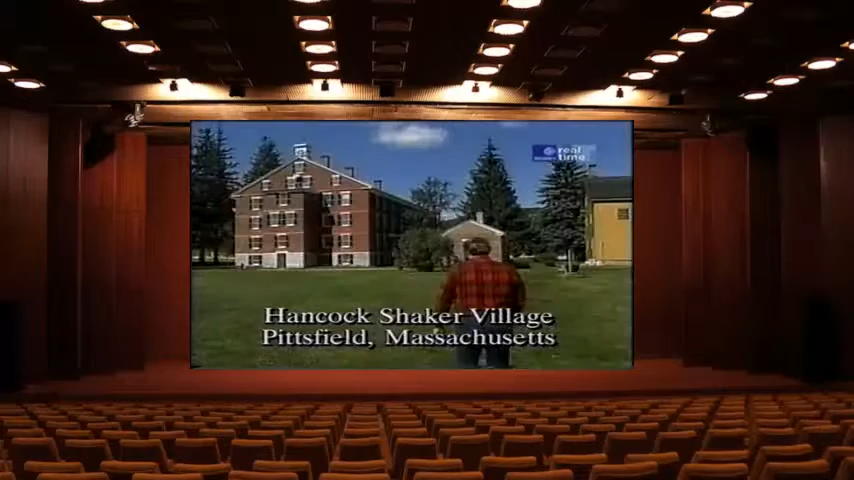 real
time
Hancock Shaker Village
Pittsfield, Massachusetts